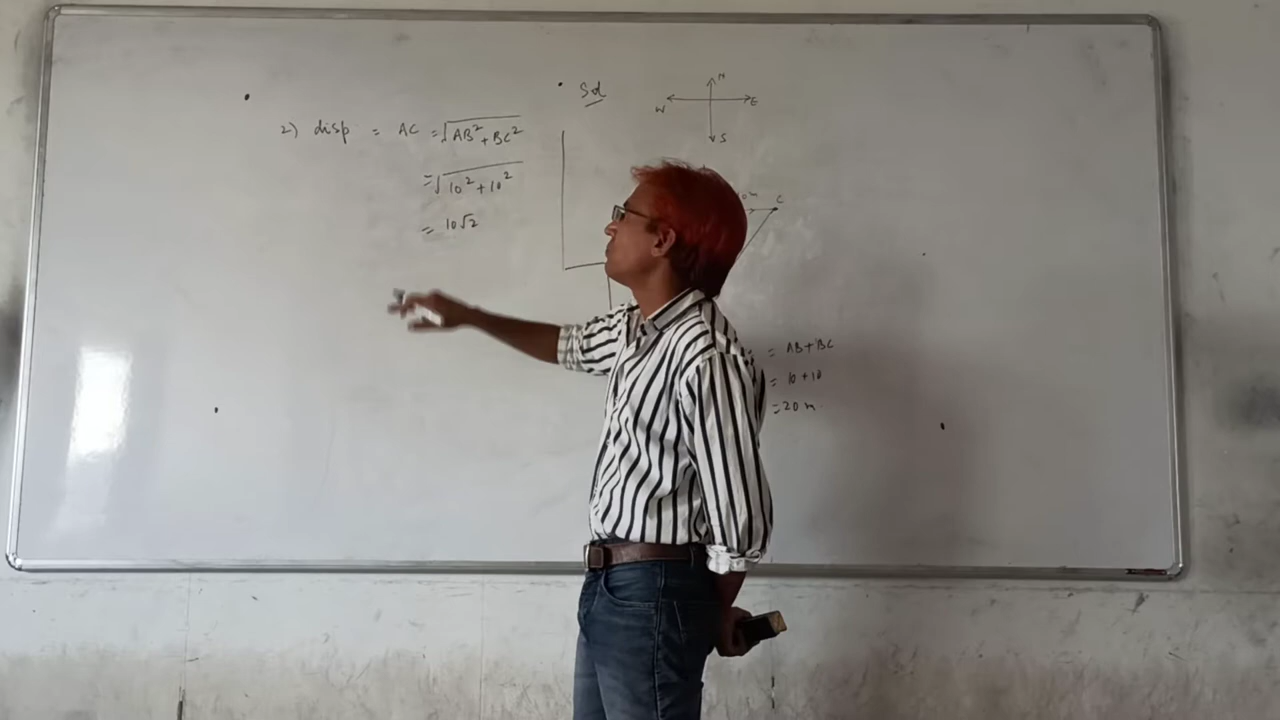 2) disp = AC = √AB² + BC²
= √10² + 10²
= 10√2
Sol
N
W E
S
C
= AB + BC
= 10 + 10
= 20 m